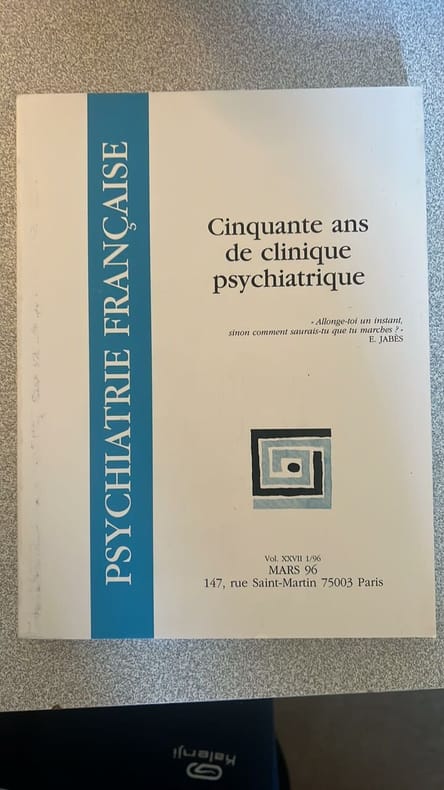 PSYCHIATRIE FRANÇAISE
Cinquante ans
de clinique
psychiatrique
« Allonge-toi un instant,
sinon comment saurais-tu que tu marches ? »
E. JABÈS
Vol. XXVII 1/96
MARS 96
147, rue Saint-Martin 75003 Paris
Kalenji